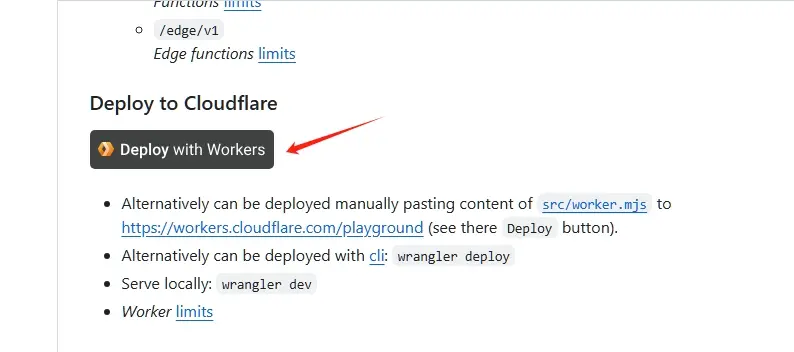 Functions limits
/edge/v1
Edge functions limits
Deploy to Cloudflare
Deploy with Workers
Alternatively can be deployed manually pasting content of src/worker.mjs to
https://workers.cloudflare.com/playground (see there Deploy button).
Alternatively can be deployed with cli: wrangler deploy
Serve locally: wrangler dev
Worker limits